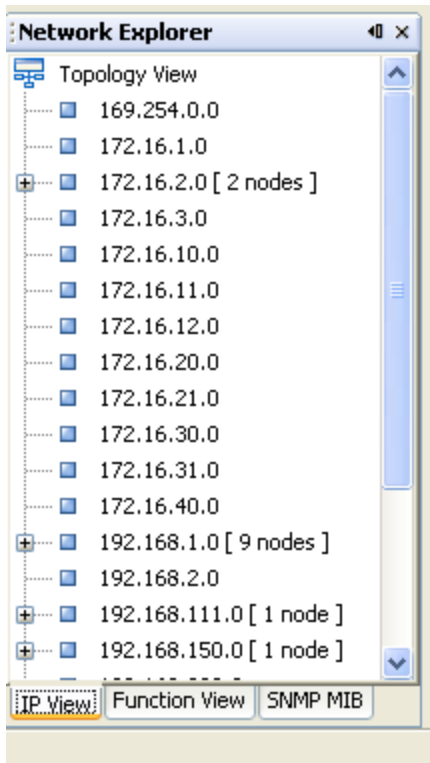 Network Explorer
Topology View
169.254.0.0
172.16.1.0
172.16.2.0 [ 2 nodes ]
172.16.3.0
172.16.10.0
172.16.11.0
172.16.12.0
172.16.20.0
172.16.21.0
172.16.30.0
172.16.31.0
172.16.40.0
192.168.1.0 [ 9 nodes ]
192.168.2.0
192.168.111.0 [ 1 node ]
192.168.150.0 [ 1 node ]
IP View Function View SNMP MIB